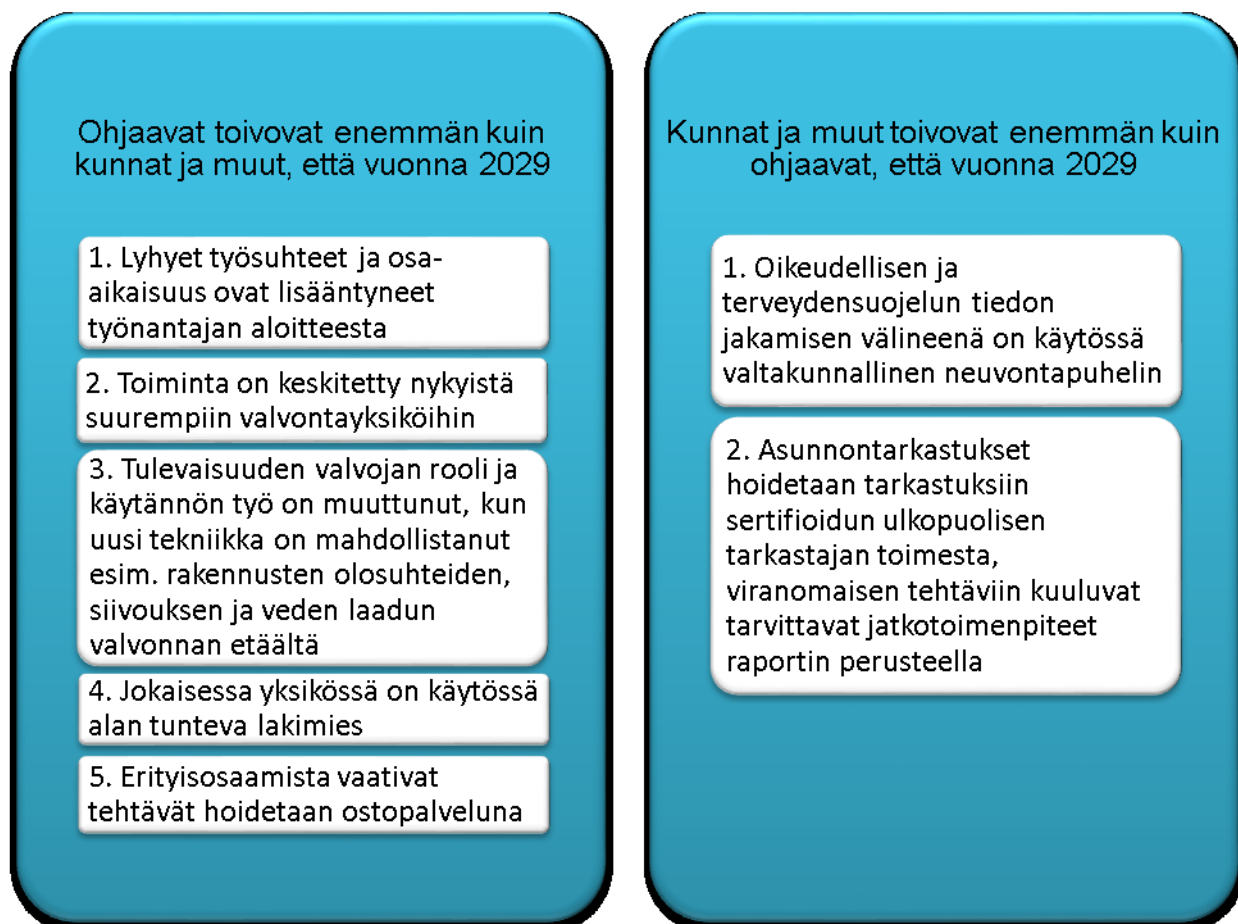 Ohjaavat toivovat enemmän kuin
kunnat ja muut, että vuonna 2029
1. Lyhyet työsuhteet ja osa-
aikaisuus ovat lisääntyneet
työnantajan aloitteesta
2. Toiminta on keskitetty nykyistä
suurempiin valvontayksiköihin
3. Tulevaisuuden valvojan rooli ja
käytännön työ on muuttunut, kun
uusi tekniikka on mahdollistanut
esim. rakennusten olosuhteiden,
siivouksen ja veden laadun
valvonnan etäältä
4. Jokaisessa yksikössä on käytössä
alan tunteva lakimies
5. Erityisosaamista vaativat
tehtävät hoidetaan ostopalveluna
Kunnat ja muut toivovat enemmän kuin
ohjaavat, että vuonna 2029
1. Oikeudellisen ja
terveydensuojelun tiedon
jakamisen välineenä on käytössä
valtakunnallinen neuvontapuhelin
2. Asunnontarkastukset
hoidetaan tarkastuksiin
sertifioidun ulkopuolisen
tarkastajan toimesta,
viranomaisen tehtäviin kuuluvat
tarvittavat jatkotoimenpiteet
raportin perusteella